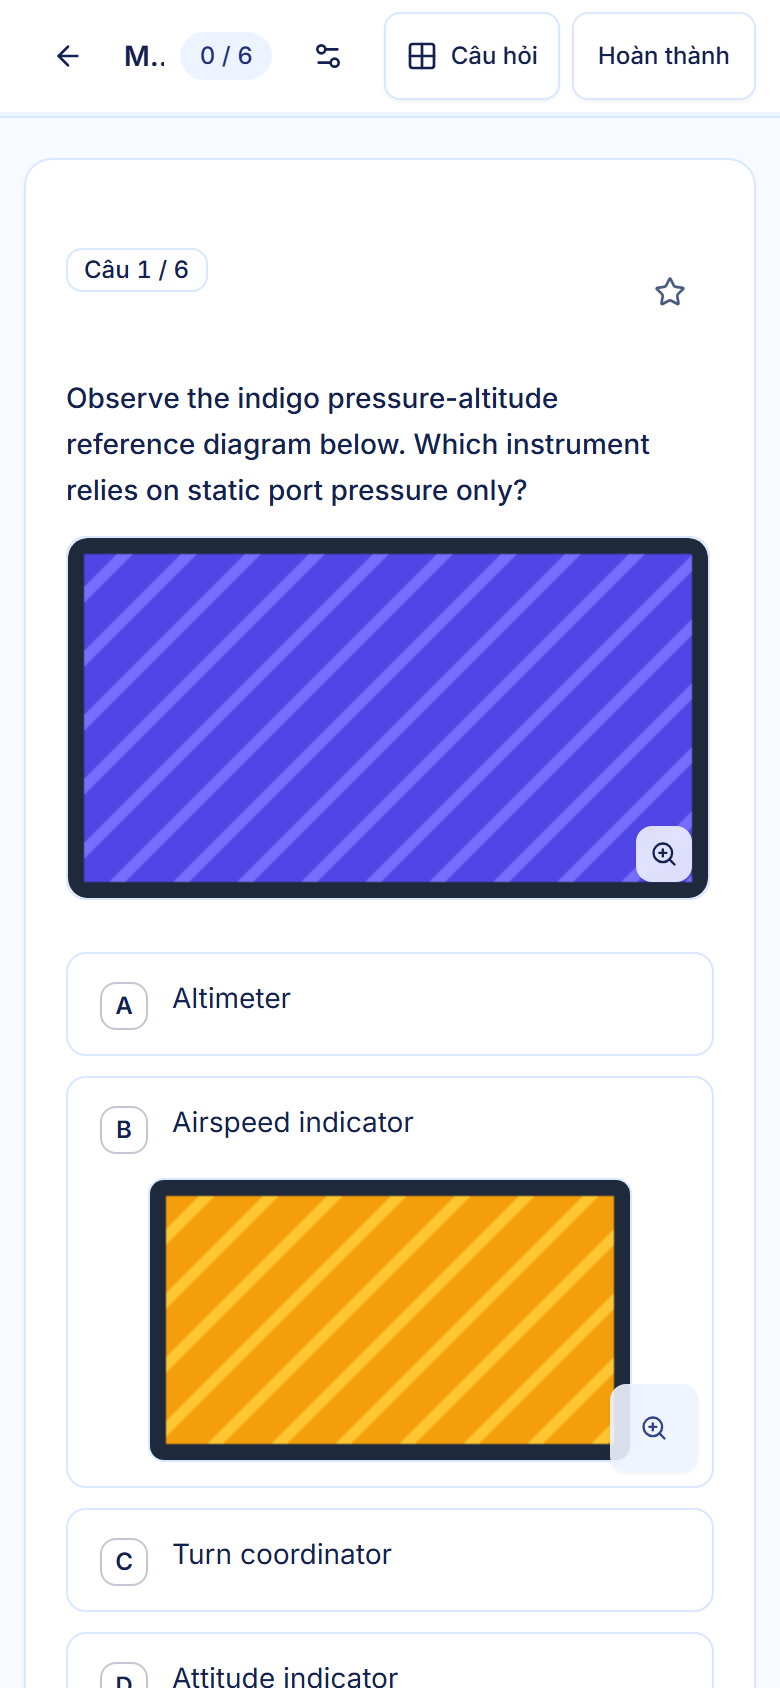 M..
0 / 6
Câu hỏi
Hoàn thành
Câu 1 / 6
Observe the indigo pressure-altitude
reference diagram below. Which instrument
relies on static port pressure only?
A Altimeter
B Airspeed indicator
C Turn coordinator
D Attitude indicator